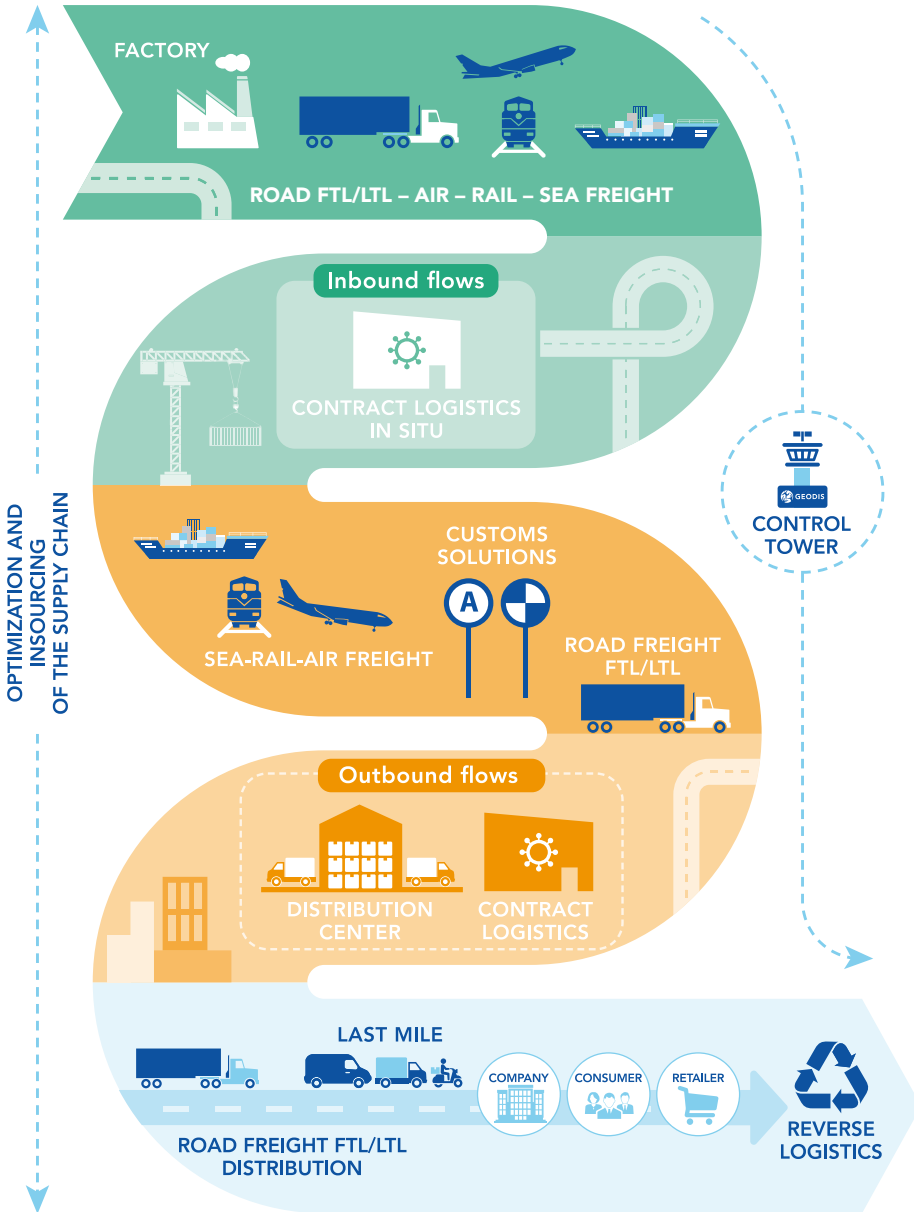 FACTORY
ROAD FTL/LTL – AIR – RAIL – SEA FREIGHT
Inbound flows
CONTRACT LOGISTICS
IN SITU
OPTIMIZATION AND
INSOURCING
OF THE SUPPLY CHAIN
GEODIS
CONTROL
TOWER
CUSTOMS
SOLUTIONS
A
SEA-RAIL-AIR FREIGHT
ROAD FREIGHT
FTL/LTL
Outbound flows
DISTRIBUTION
CENTER
CONTRACT
LOGISTICS
LAST MILE
COMPANY
CONSUMER
RETAILER
ROAD FREIGHT FTL/LTL
DISTRIBUTION
REVERSE
LOGISTICS